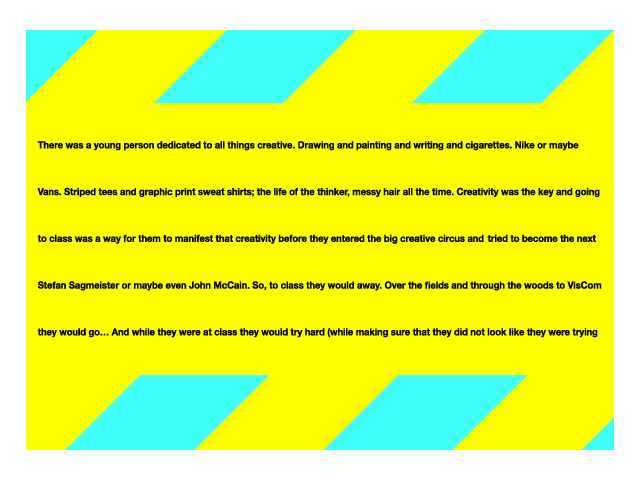 There was a young person dedicated to all things creative. Drawing and painting and writing and cigarettes. Nike or maybe
Vans. Striped tees and graphic print sweat shirts; the life of the thinker, messy hair all the time. Creativity was the key and going
to class was a way for them to manifest that creativity before they entered the big creative circus and tried to become the next
Stefan Sagmeister or maybe even John McCain. So, to class they would away. Over the fields and through the woods to VisCom
they would go… And while they were at class they would try hard (while making sure that they did not look like they were trying